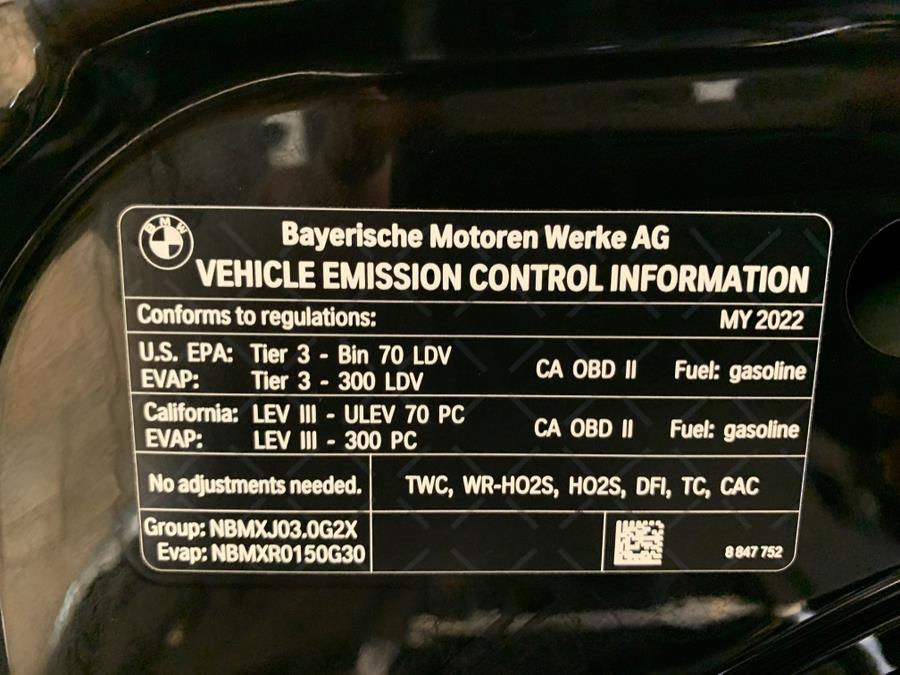 BMW
Bayerische Motoren Werke AG
VEHICLE EMISSION CONTROL INFORMATION
Conforms to regulations: MY 2022
U.S. EPA: Tier 3 - Bin 70 LDV CA OBD II Fuel: gasoline
EVAP: Tier 3 - 300 LDV
California: LEV III - ULEV 70 PC CA OBD II Fuel: gasoline
EVAP: LEV III - 300 PC
No adjustments needed. TWC, WR-HO2S, HO2S, DFI, TC, CAC
Group: NBMXJ03.0G2X
Evap: NBMXR0150G30 8 847 752